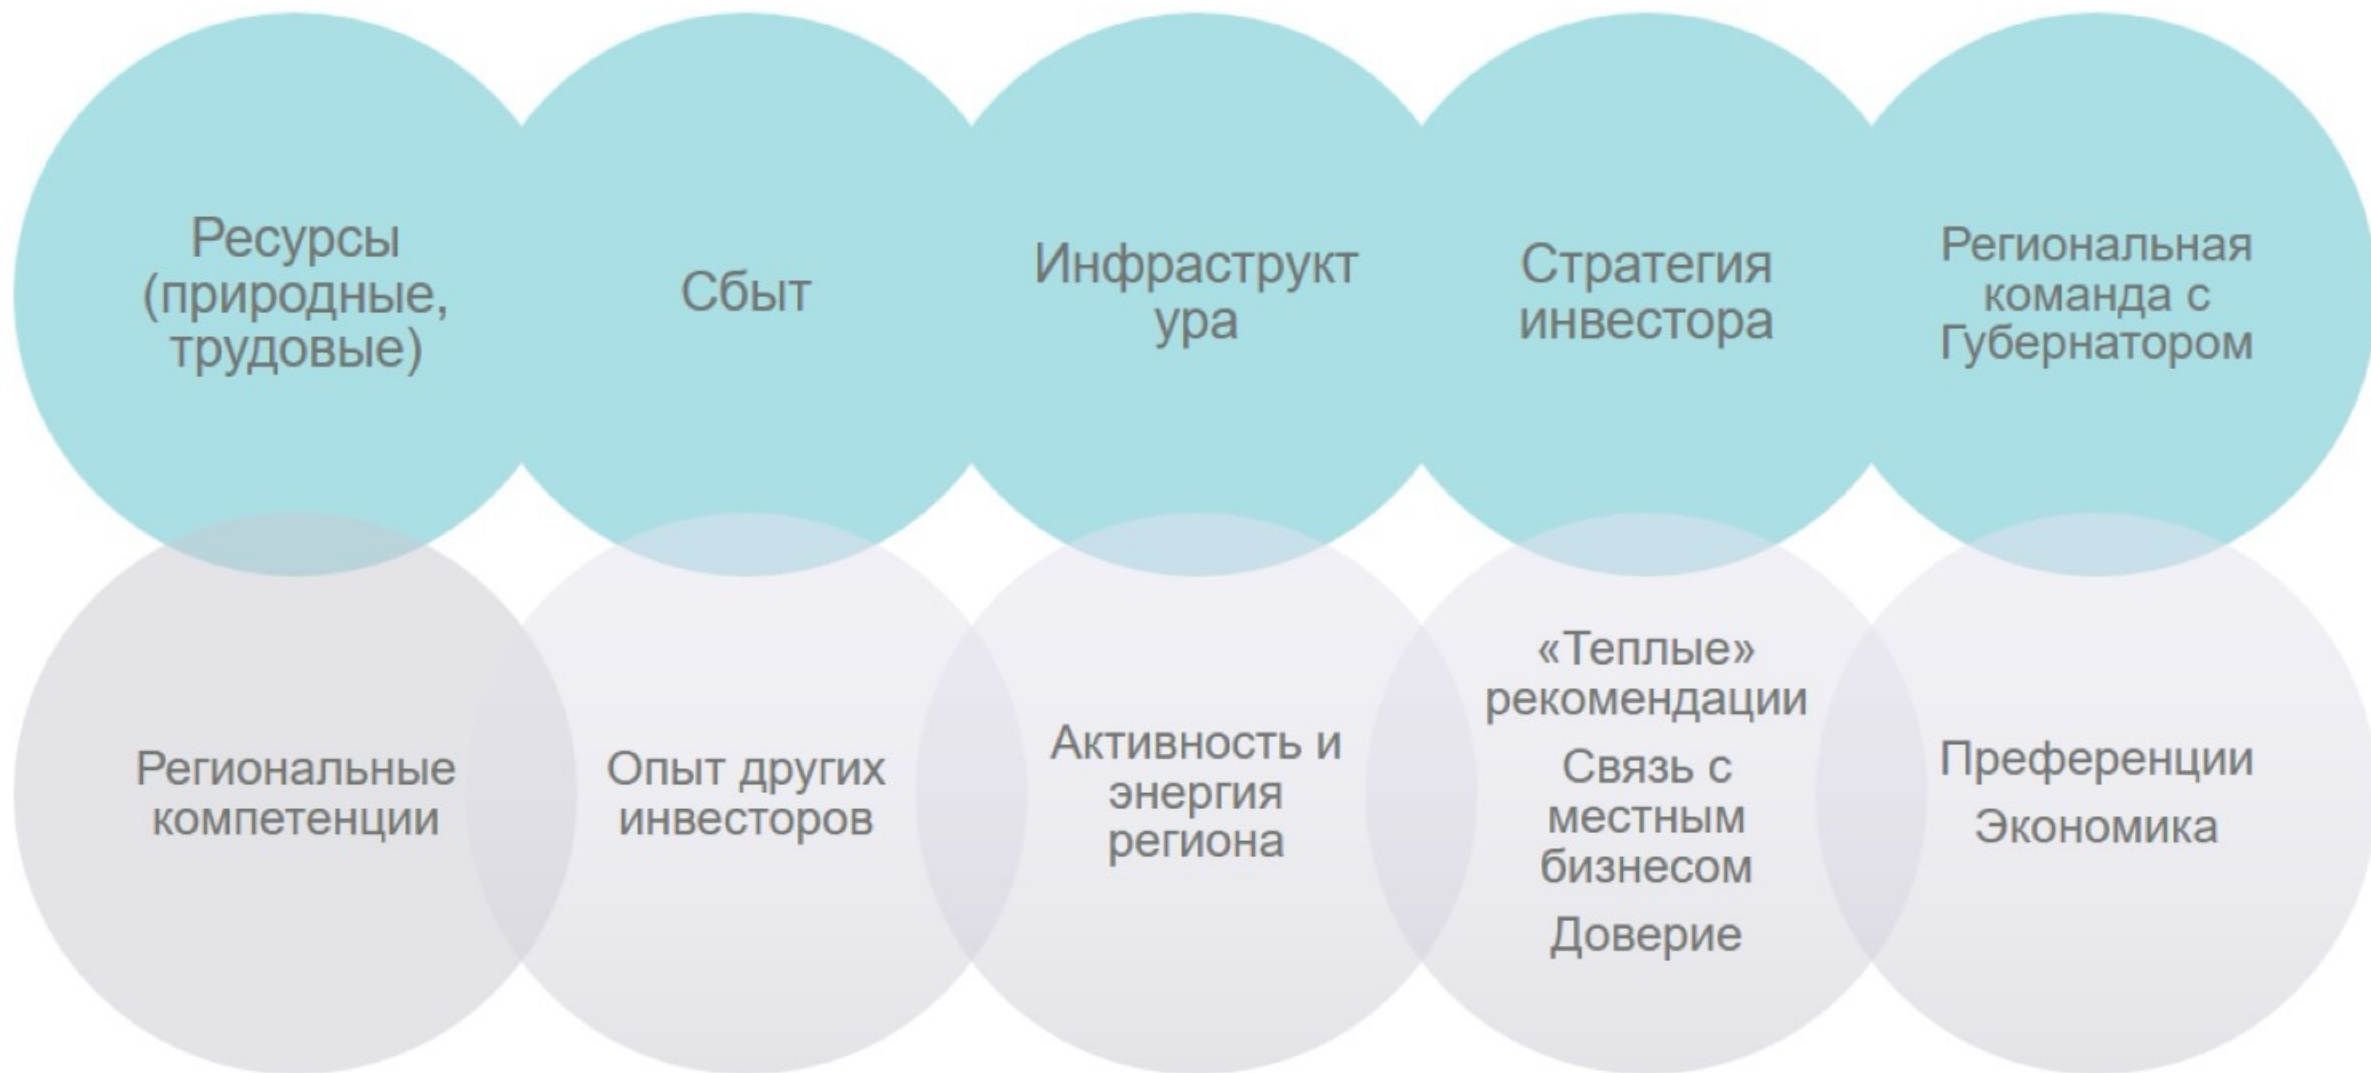 Ресурсы
(природные,
трудовые)
Сбыт
Инфраструкт
ура
Стратегия
инвестора
Региональная
команда с
Губернатором
Региональные
компетенции
Опыт других
инвесторов
Активность и
энергия
региона
«Теплые»
рекомендации
Связь с
местным
бизнесом
Доверие
Преференции
Экономика